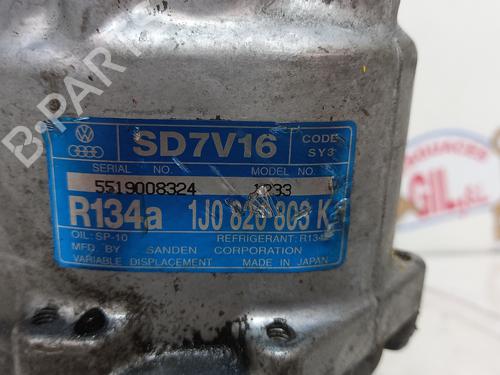 B-PARTS
SD7V16
CODE
SY3
SERIAL NO.
MODEL NO.
5519008324
1233
R134a
1J0 820 803 K
OIL: SP-10
REFRIGERANT: R134
MFD BY SANDEN CORPORATION
VARIABLE DISPLACEMENT
MADE IN JAPAN
GIL